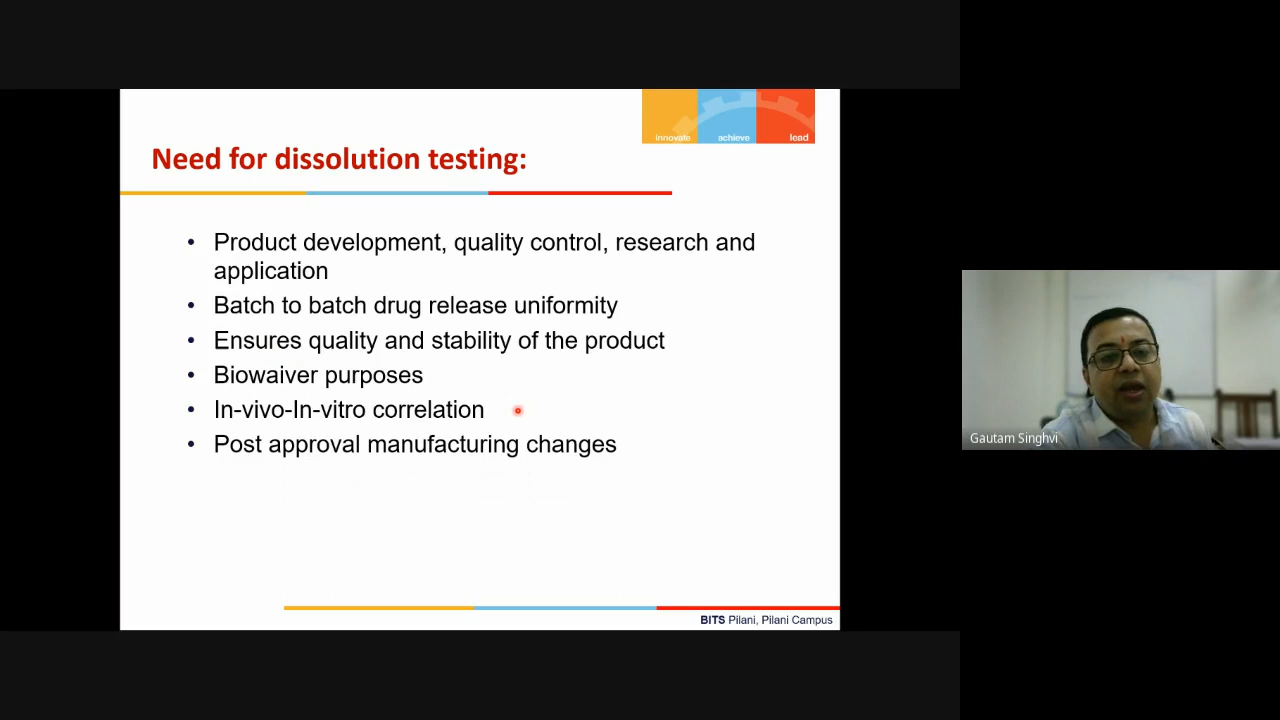 innovate achieve lead
Need for dissolution testing:
• Product development, quality control, research and
application
• Batch to batch drug release uniformity
• Ensures quality and stability of the product
• Biowaiver purposes
• In-vivo-In-vitro correlation
• Post approval manufacturing changes
BITS Pilani, Pilani Campus
Gautam Singhvi